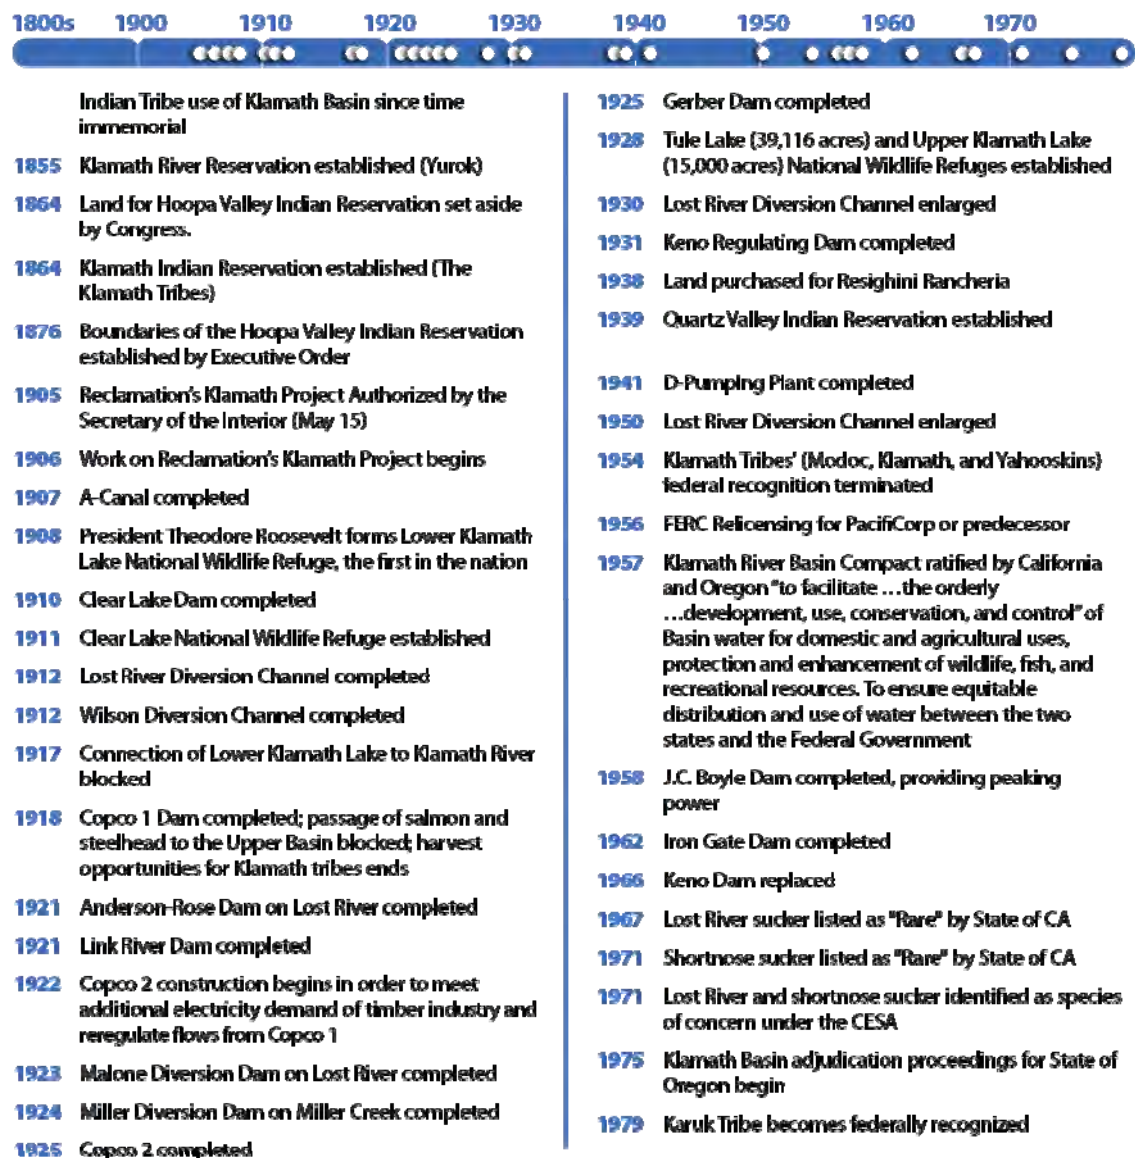 1800s 1900 1910 1920 1930 1940 1950 1960 1970
Indian Tribe use of Klamath Basin since time
immemorial
1855 Klamath River Reservation established (Yurok)
1864 Land for Hoopa Valley Indian Reservation set aside
by Congress.
1864 Klamath Indian Reservation established (The
Klamath Tribes)
1876 Boundaries of the Hoopa Valley Indian Reservation
established by Executive Order
1905 Reclamation's Klamath Project Authorized by the
Secretary of the Interior (May 15)
1906 Work on Reclamation's Klamath Project begins
1907 A-Canal completed
1908 President Theodore Roosevelt forms Lower Klamath
Lake National Wildlife Refuge, the first in the nation
1910 Clear Lake Dam completed
1911 Clear Lake National Wildlife Refuge established
1912 Lost River Diversion Channel completed
1912 Wilson Diversion Channel completed
1917 Connection of Lower Klamath Lake to Klamath River
blocked
1918 Copco 1 Dam completed; passage of salmon and
steelhead to the Upper Basin blocked; harvest
opportunities for Klamath tribes ends
1921 Anderson-Rose Dam on Lost River completed
1921 Link River Dam completed
1922 Copco 2 construction begins in order to meet
additional electricity demand of timber industry and
reregulate flows from Copco 1
1923 Malone Diversion Dam on Lost River completed
1924 Miller Diversion Dam on Miller Creek completed
1925 Copco 2 completed
1925 Gerber Dam completed
1928 Tule Lake (39,116 acres) and Upper Klamath Lake
(15,000 acres) National Wildlife Refuges established
1930 Lost River Diversion Channel enlarged
1931 Keno Regulating Dam completed
1938 Land purchased for Resighini Rancheria
1939 Quartz Valley Indian Reservation established
1941 D-Pumping Plant completed
1950 Lost River Diversion Channel enlarged
1954 Klamath Tribes' (Modoc, Klamath, and Yahooskins)
federal recognition terminated
1956 FERC Relicensing for PacifiCorp or predecessor
1957 Klamath River Basin Compact ratified by California
and Oregon "to facilitate …the orderly
…development, use, conservation, and control" of
Basin water for domestic and agricultural uses,
protection and enhancement of wildlife, fish, and
recreational resources. To ensure equitable
distribution and use of water between the two
states and the Federal Government
1958 J.C. Boyle Dam completed, providing peaking
power
1962 Iron Gate Dam completed
1966 Keno Dam replaced
1967 Lost River sucker listed as "Rare" by State of CA
1971 Shortnose sucker listed as "Rare" by State of CA
1971 Lost River and shortnose sucker identified as species
of concern under the CESA
1975 Klamath Basin adjudication proceedings for State of
Oregon begin
1979 Karuk Tribe becomes federally recognized